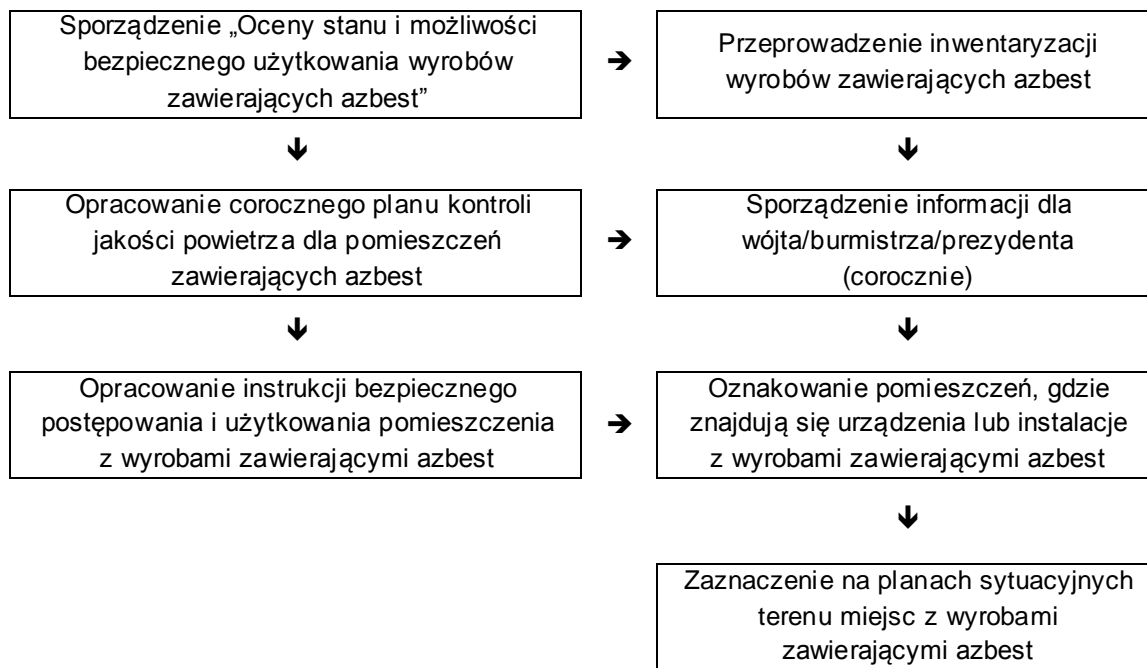 Sporządzenie „Oceny stanu i możliwości
bezpiecznego użytkowania wyrobów
zawierających azbest”
Przeprowadzenie inwentaryzacji
wyrobów zawierających azbest
Opracowanie corocznego planu kontroli
jakości powietrza dla pomieszczeń
zawierających azbest
Sporządzenie informacji dla
wójta/burmistrza/prezydenta
(corocznie)
Opracowanie instrukcji bezpiecznego
postępowania i użytkowania pomieszczenia
z wyrobami zawierającymi azbest
Oznakowanie pomieszczeń, gdzie
znajdują się urządzenia lub instalacje
z wyrobami zawierającymi azbest
Zaznaczenie na planach sytuacyjnych
terenu miejsc z wyrobami
zawierającymi azbest